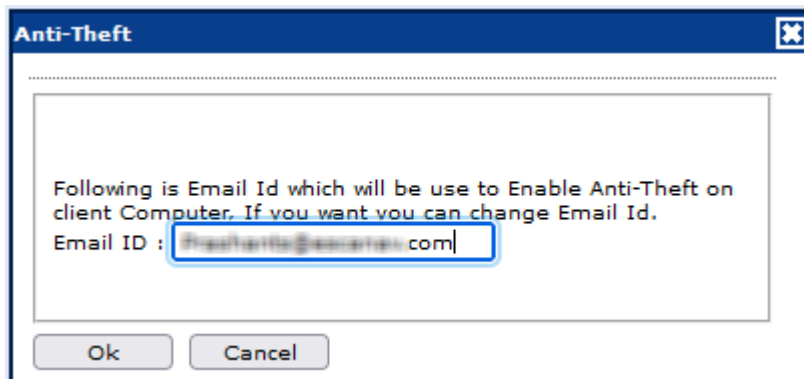 Anti-Theft
Following is Email Id which will be use to Enable Anti-Theft on
client Computer, If you want you can change Email Id.
Email ID : .com
Ok Cancel